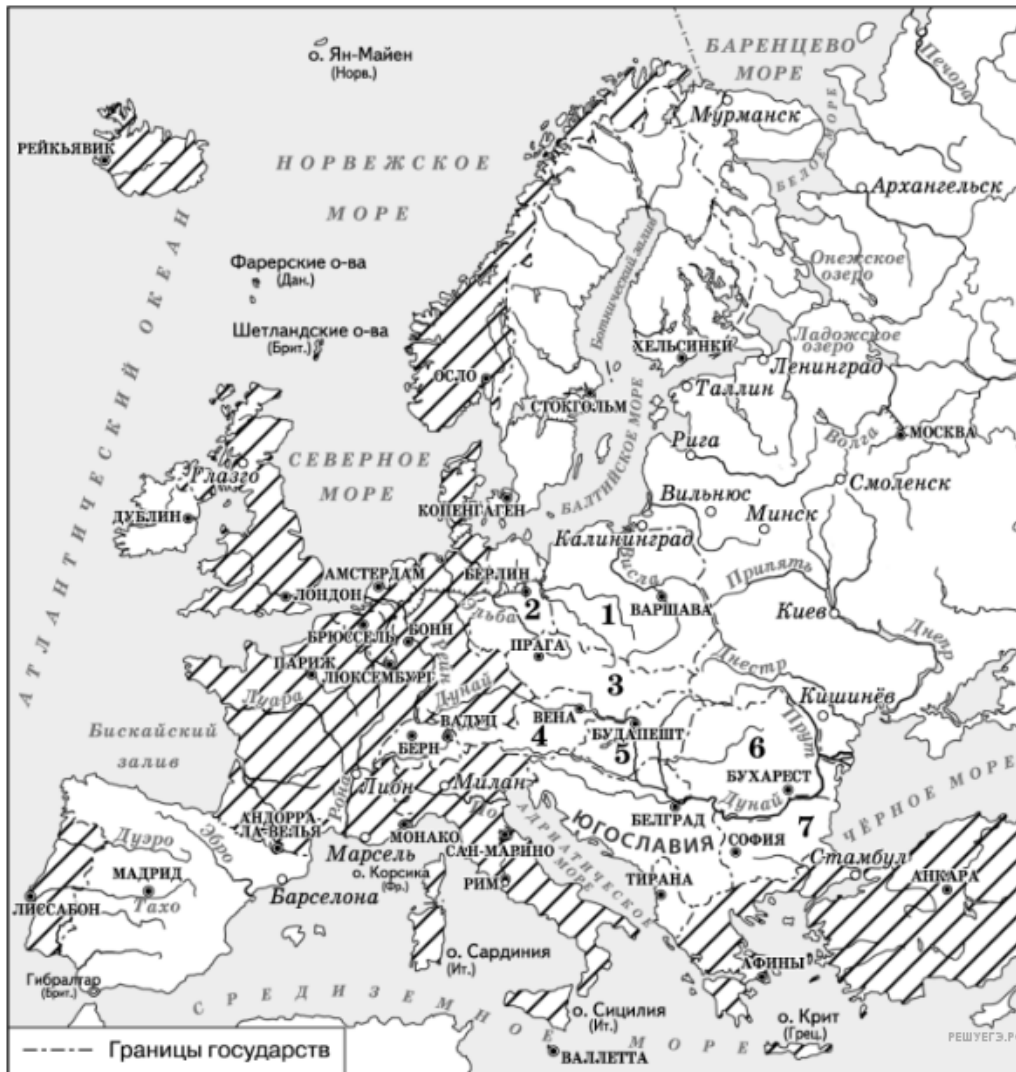 о. Ян-Майен
(Норв.)
БАРЕНЦЕВО
МОРЕ
Печора
Мурманск
БЕЛОЕ МОРЕ
РЕЙКЬЯВИК
НОРВЕЖСКОЕ
МОРЕ
Архангельск
АТЛАНТИЧЕСКИЙ ОКЕАН
Фарерские о-ва
(Дан.)
Ботнический залив
Онежское
озеро
Шетландские о-ва
(Брит.)
ХЕЛЬСИНКИ
Ладожское
озеро
Ленинград
ОСЛО
Таллин
СТОКГОЛЬМ
БАЛТИЙСКОЕ МОРЕ
Волга
МОСКВА
Рига
СЕВЕРНОЕ
МОРЕ
Глазго
Смоленск
Вильнюс
ДУБЛИН
КОПЕНГАГЕН
Минск
Калининград
Висла
Припять
АМСТЕРДАМ
БЕРЛИН
ЛОНДОН
Эльба
2
1
ВАРШАВА
Киев
БРЮССЕЛЬ
БОНН
Рейн
ПРАГА
Днепр
ПАРИЖ
ЛЮКСЕМБУРГ
3
Днестр
Луара
Дунай
Кишинёв
ВАДУЦ
ВЕНА
БУДАПЕШТ
Прут
Бискайский
залив
БЕРН
4
5
6
Лион
Милан
БУХАРЕСТ
Рона
По
БЕЛГРАД
Дунай
7
ЧЁРНОЕ МОРЕ
АНДОРРА-
ЛА-ВЕЛЬЯ
МОНАКО
АДРИАТИЧЕСКОЕ
МОРЕ
ЮГОСЛАВИЯ
СОФИЯ
Дуэро
Эбро
Марсель
САН-МАРИНО
Стамбул
МАДРИД
о. Корсика
(Фр.)
РИМ
ТИРАНА
АНКАРА
Барселона
ЛИССАБОН
Тахо
о. Сардиния
(Ит.)
АФИНЫ
Гибралтар
(Брит.)
СРЕДИЗЕМНОЕ МОРЕ
о. Сицилия
(Ит.)
о. Крит
(Грец.)
Границы государств
ВАЛЛЕТТА